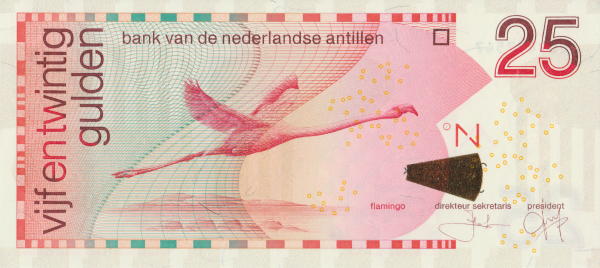 vijf en twintig
gulden
bank van de nederlandse antillen
25
°N
flamingo
direkteur sekretaris
president